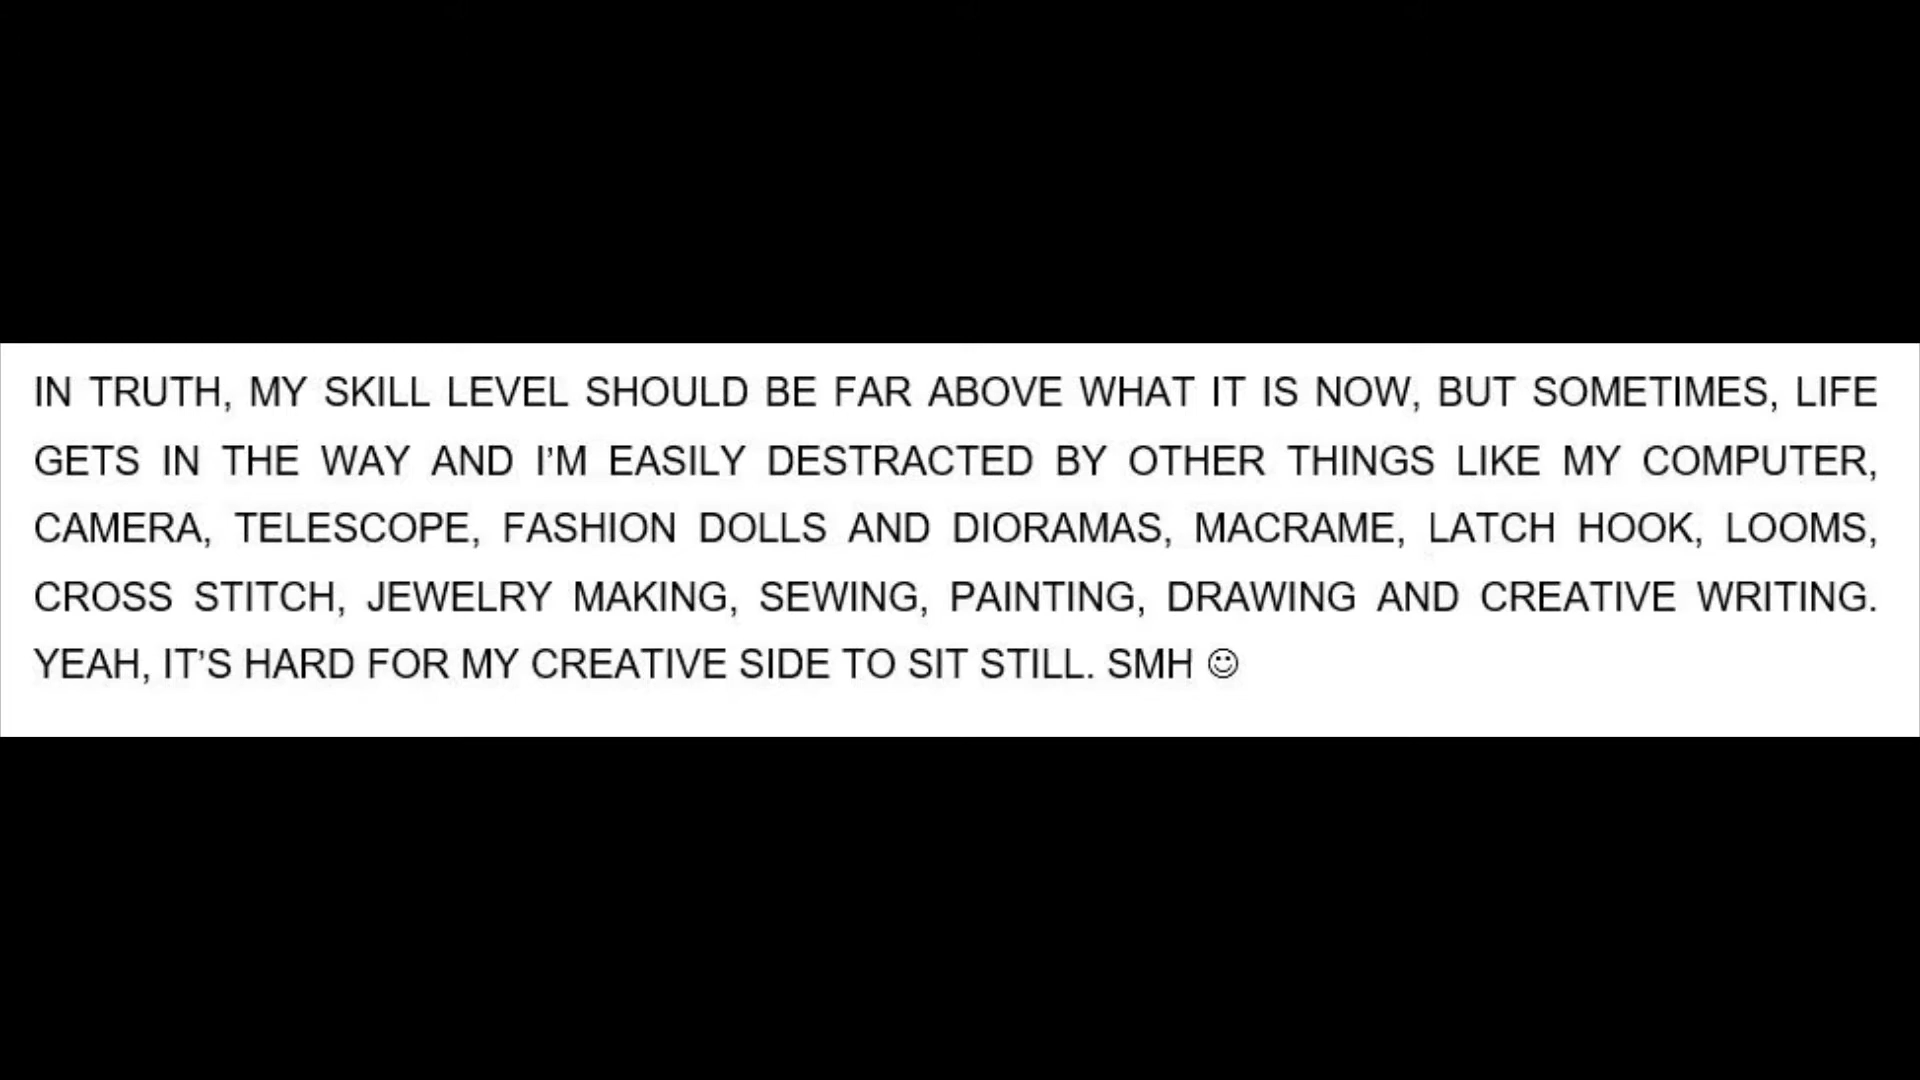 IN TRUTH, MY SKILL LEVEL SHOULD BE FAR ABOVE WHAT IT IS NOW, BUT SOMETIMES, LIFE
GETS IN THE WAY AND I’M EASILY DESTRACTED BY OTHER THINGS LIKE MY COMPUTER,
CAMERA, TELESCOPE, FASHION DOLLS AND DIORAMAS, MACRAME, LATCH HOOK, LOOMS,
CROSS STITCH, JEWELRY MAKING, SEWING, PAINTING, DRAWING AND CREATIVE WRITING.
YEAH, IT’S HARD FOR MY CREATIVE SIDE TO SIT STILL. SMH ☺